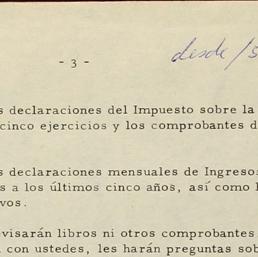 desde/5
- 3 -
s declaraciones del Impuesto sobre la
cinco ejercicios y los comprobantes d
s declaraciones mensuales de Ingreso
s a los últimos cinco años, así como
vos.
visarán libros ni otros comprobantes
con ustedes, les harán preguntas sob